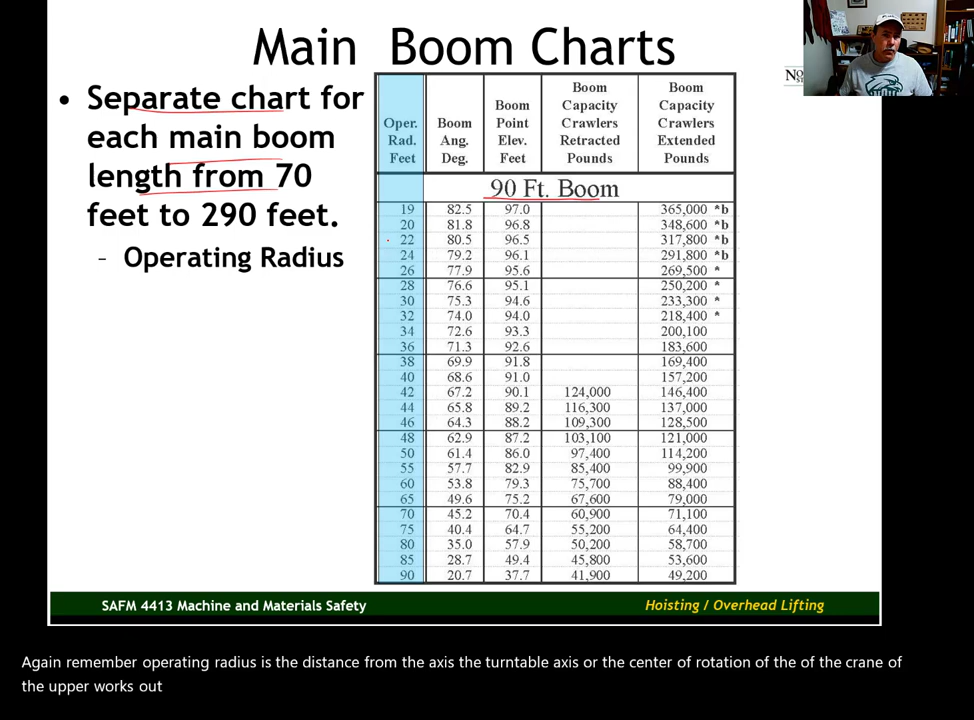 Main Boom Charts
• Separate chart for
each main boom
length from 70
feet to 290 feet.
– Operating Radius
Oper. Rad. Feet | Boom Ang. Deg. | Boom Point Elev. Feet | Boom Capacity Crawlers Retracted Pounds | Boom Capacity Crawlers Extended Pounds
90 Ft. Boom
19 82.5 97.0 365,000 *b
20 81.8 96.8 348,600 *b
22 80.5 96.5 317,800 *b
24 79.2 96.1 291,800 *b
26 77.9 95.6 269,500 *
28 76.6 95.1 250,200 *
30 75.3 94.6 233,300 *
32 74.0 94.0 218,400 *
34 72.6 93.3 200,100
36 71.3 92.6 183,600
38 69.9 91.8 169,400
40 68.6 91.0 157,200
42 67.2 90.1 124,000 146,400
44 65.8 89.2 116,300 137,000
46 64.3 88.2 109,300 128,500
48 62.9 87.2 103,100 121,000
50 61.4 86.0 97,400 114,200
55 57.7 82.9 85,400 99,900
60 53.8 79.3 75,700 88,400
65 49.6 75.2 67,600 79,000
70 45.2 70.4 60,900 71,100
75 40.4 64.7 55,200 64,400
80 35.0 57.9 50,200 58,700
85 28.7 49.4 45,800 53,600
90 20.7 37.7 41,900 49,200
SAFM 4413 Machine and Materials Safety
Hoisting / Overhead Lifting
Again remember operating radius is the distance from the axis the turntable axis or the center of rotation of the of the crane of
the upper works out